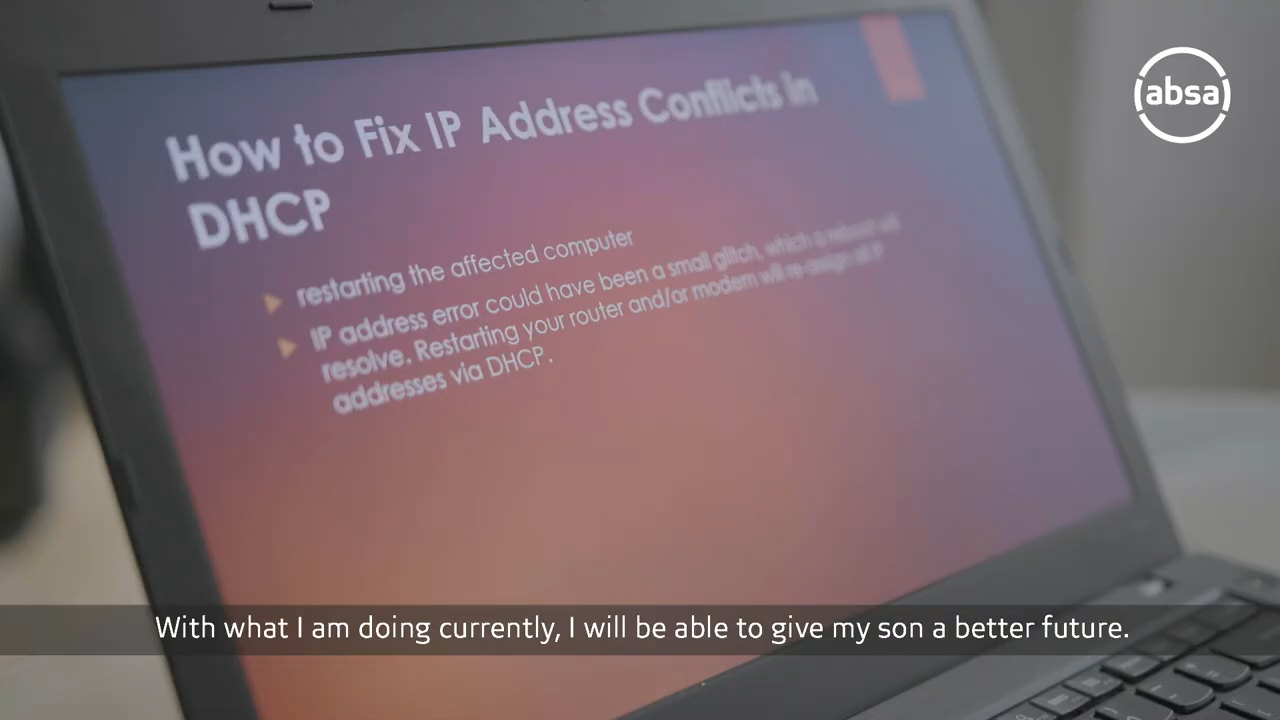 absa
How to Fix IP Address Conflicts in
DHCP
restarting the affected computer
IP address error could have been a small glitch, which a reboot will
resolve. Restarting your router and/or modem will re-assign all IP
addresses via DHCP.
With what I am doing currently, I will be able to give my son a better future.